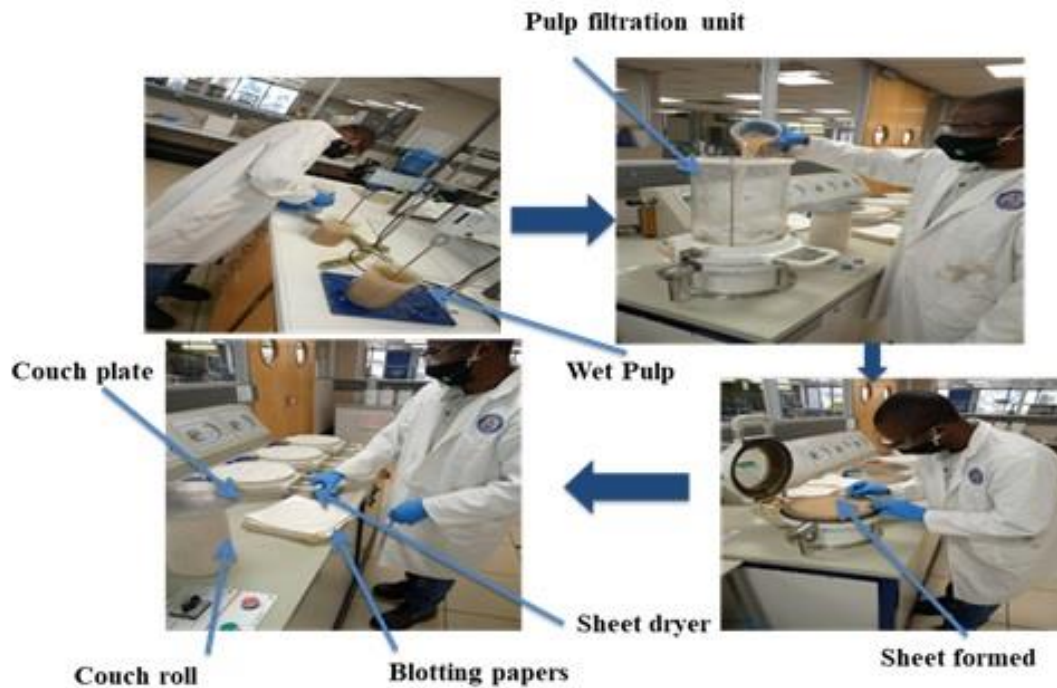 Pulp filtration unit
Couch plate
Wet Pulp
Sheet dryer
Couch roll
Blotting papers
Sheet formed